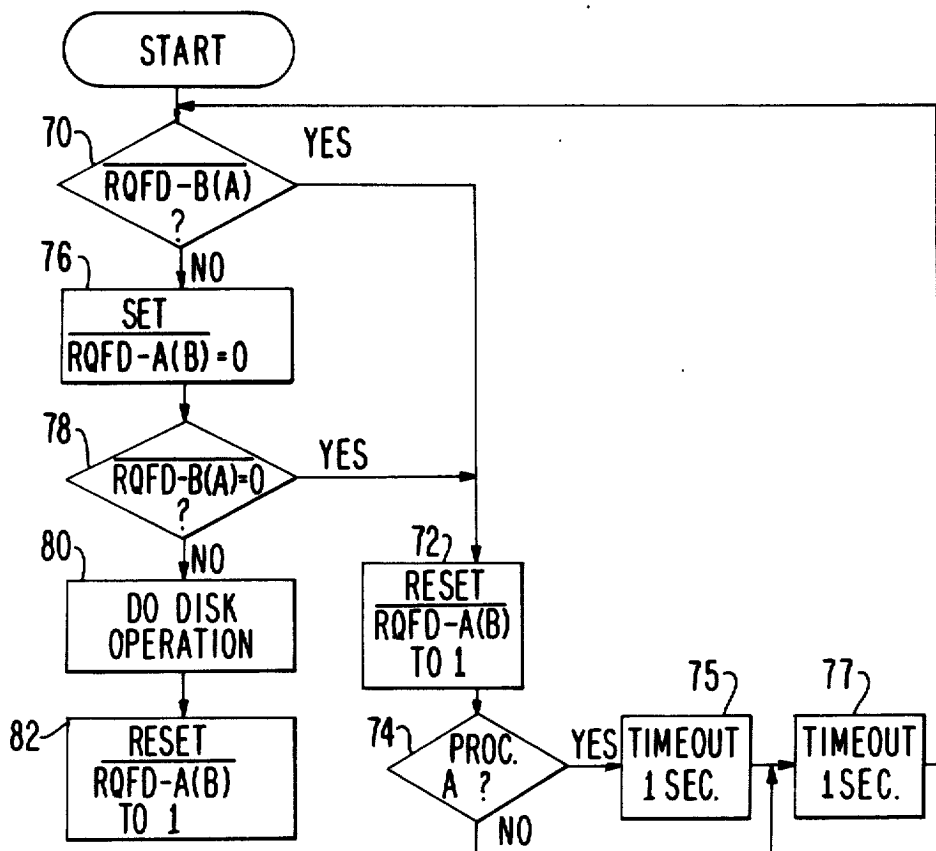 START
70
YES
RQFD-B(A)
?
76
NO
SET
RQFD-A(B)=0
78
YES
RQFD-B(A)=0
?
80
NO
DO DISK
OPERATION
72
RESET
RQFD-A(B)
TO 1
82
RESET
RQFD-A(B)
TO 1
74
PROC.
A ?
YES
NO
75
TIMEOUT
1 SEC.
77
TIMEOUT
1 SEC.